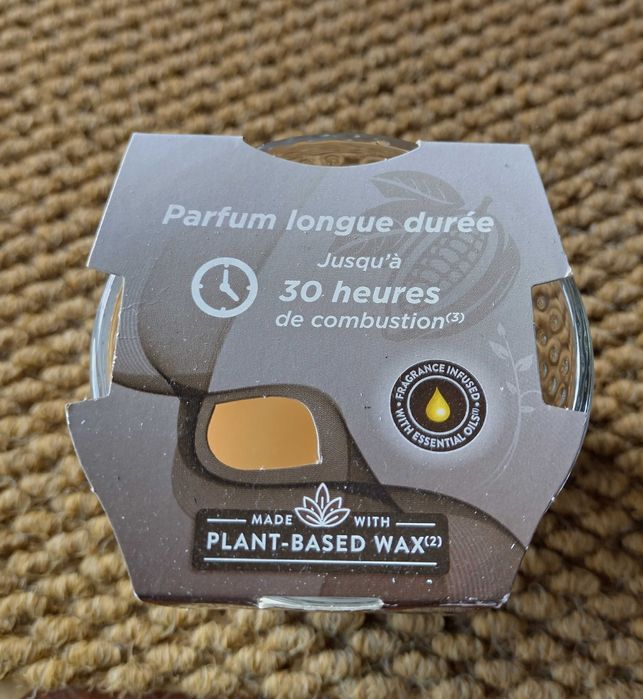 Parfum longue durée
Jusqu'à
30 heures
de combustion(3)
FRAGRANCE INFUSED
WITH ESSENTIAL OILS(1)
MADE WITH
PLANT-BASED WAX(2)